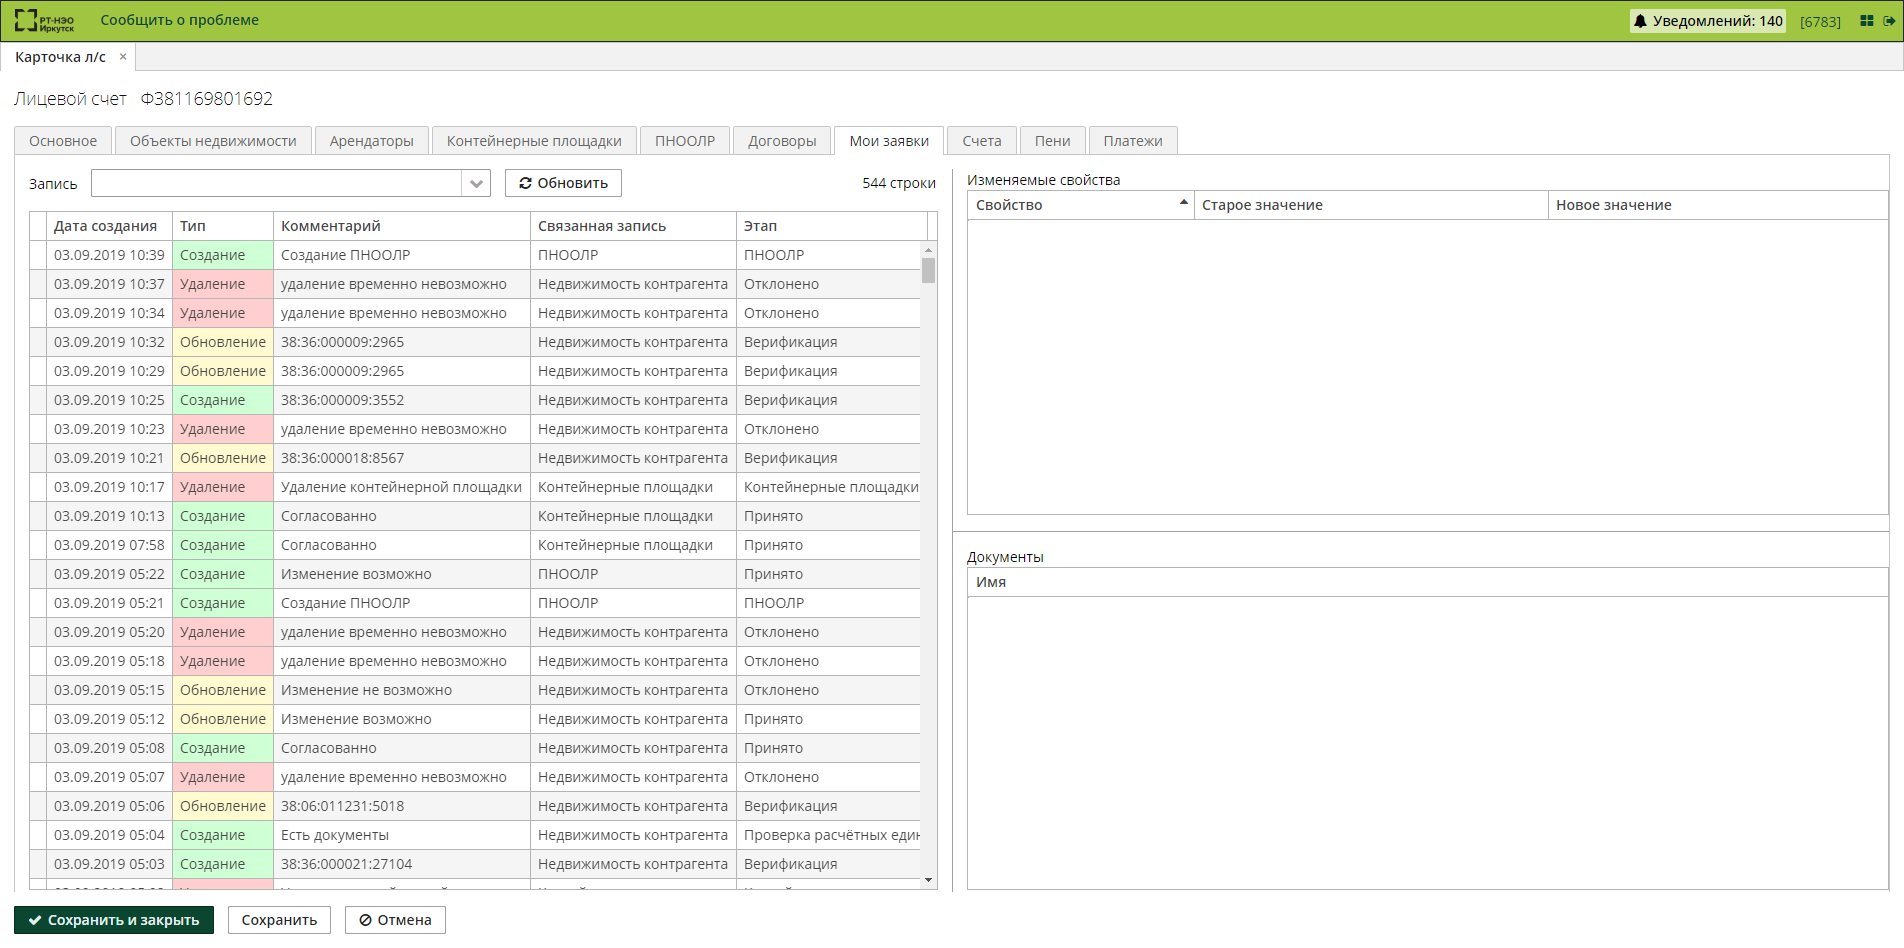 РТ-НЭО
Иркутск
Сообщить о проблеме
Уведомлений: 140
[6783]
Карточка л/с ×
Лицевой счет Ф381169801692
Основное Объекты недвижимости Арендаторы Контейнерные площадки ПНООЛР Договоры Мои заявки Счета Пени Платежи
Запись Обновить 544 строки
Дата создания Тип Комментарий Связанная запись Этап
03.09.2019 10:39 Создание Создание ПНООЛР ПНООЛР ПНООЛР
03.09.2019 10:37 Удаление удаление временно невозможно Недвижимость контрагента Отклонено
03.09.2019 10:34 Удаление удаление временно невозможно Недвижимость контрагента Отклонено
03.09.2019 10:32 Обновление 38:36:000009:2965 Недвижимость контрагента Верификация
03.09.2019 10:29 Обновление 38:36:000009:2965 Недвижимость контрагента Верификация
03.09.2019 10:25 Создание 38:36:000009:3552 Недвижимость контрагента Верификация
03.09.2019 10:23 Удаление удаление временно невозможно Недвижимость контрагента Отклонено
03.09.2019 10:21 Обновление 38:36:000018:8567 Недвижимость контрагента Верификация
03.09.2019 10:17 Удаление Удаление контейнерной площадки Контейнерные площадки Контейнерные площадки
03.09.2019 10:13 Создание Согласованно Контейнерные площадки Принято
03.09.2019 07:58 Создание Согласованно Контейнерные площадки Принято
03.09.2019 05:22 Создание Изменение возможно ПНООЛР Принято
03.09.2019 05:21 Создание Создание ПНООЛР ПНООЛР ПНООЛР
03.09.2019 05:20 Удаление удаление временно невозможно Недвижимость контрагента Отклонено
03.09.2019 05:18 Удаление удаление временно невозможно Недвижимость контрагента Отклонено
03.09.2019 05:15 Обновление Изменение не возможно Недвижимость контрагента Отклонено
03.09.2019 05:12 Обновление Изменение возможно Недвижимость контрагента Принято
03.09.2019 05:08 Создание Согласованно Недвижимость контрагента Принято
03.09.2019 05:07 Удаление удаление временно невозможно Недвижимость контрагента Отклонено
03.09.2019 05:06 Обновление 38:06:011231:5018 Недвижимость контрагента Верификация
03.09.2019 05:04 Создание Есть документы Недвижимость контрагента Проверка расчётных един
03.09.2019 05:03 Создание 38:36:000021:27104 Недвижимость контрагента Верификация
Изменяемые свойства
Свойство Старое значение Новое значение
Документы
Имя
Сохранить и закрыть Сохранить Отмена